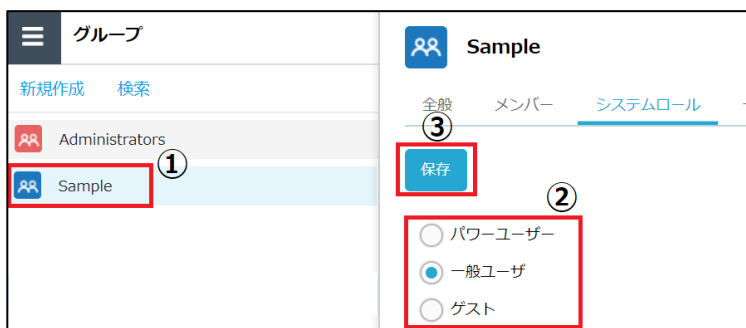 グループ
新規作成 検索
Administrators
①
Sample
Sample
全般 メンバー システムロール
③
保存
②
パワーユーザー
一般ユーザ
ゲスト